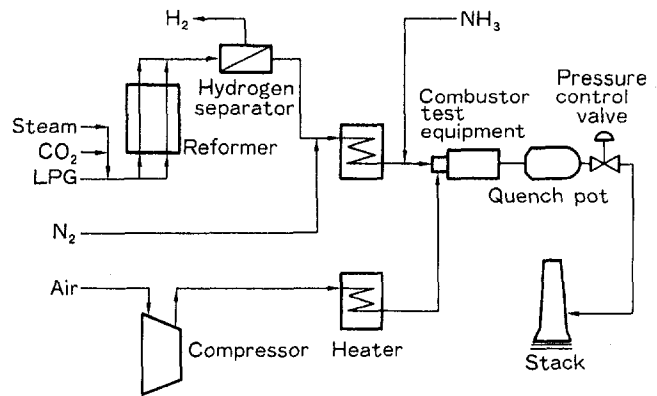 H₂
NH₃
Hydrogen
separator
Pressure
control
valve
Combustor
test
equipment
Steam
CO₂
LPG
Reformer
Quench pot
N₂
Air
Compressor
Heater
Stack